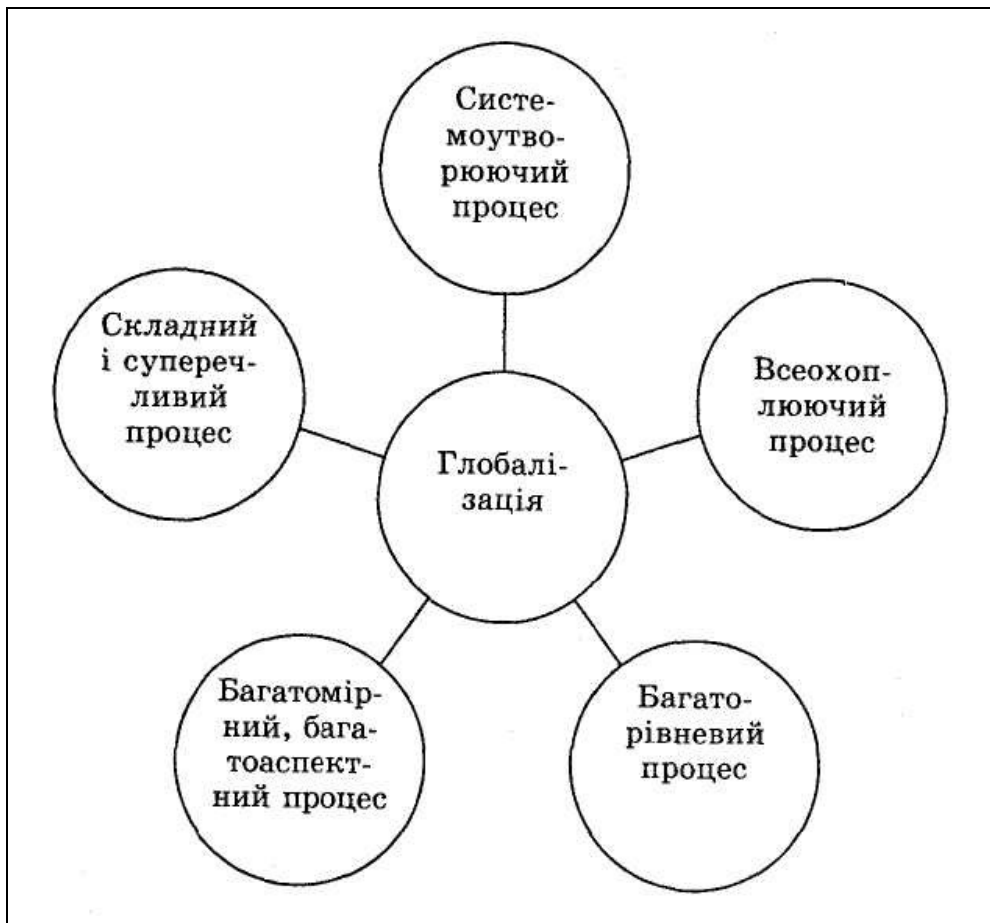 Систе-
моутво-
рюючий
процес
Складний
і супереч-
ливий
процес
Всеохоп-
люючий
процес
Глобалі-
зація
Багатомір-
ний, бага-
тоаспект-
ний процес
Багато-
рівневий
процес